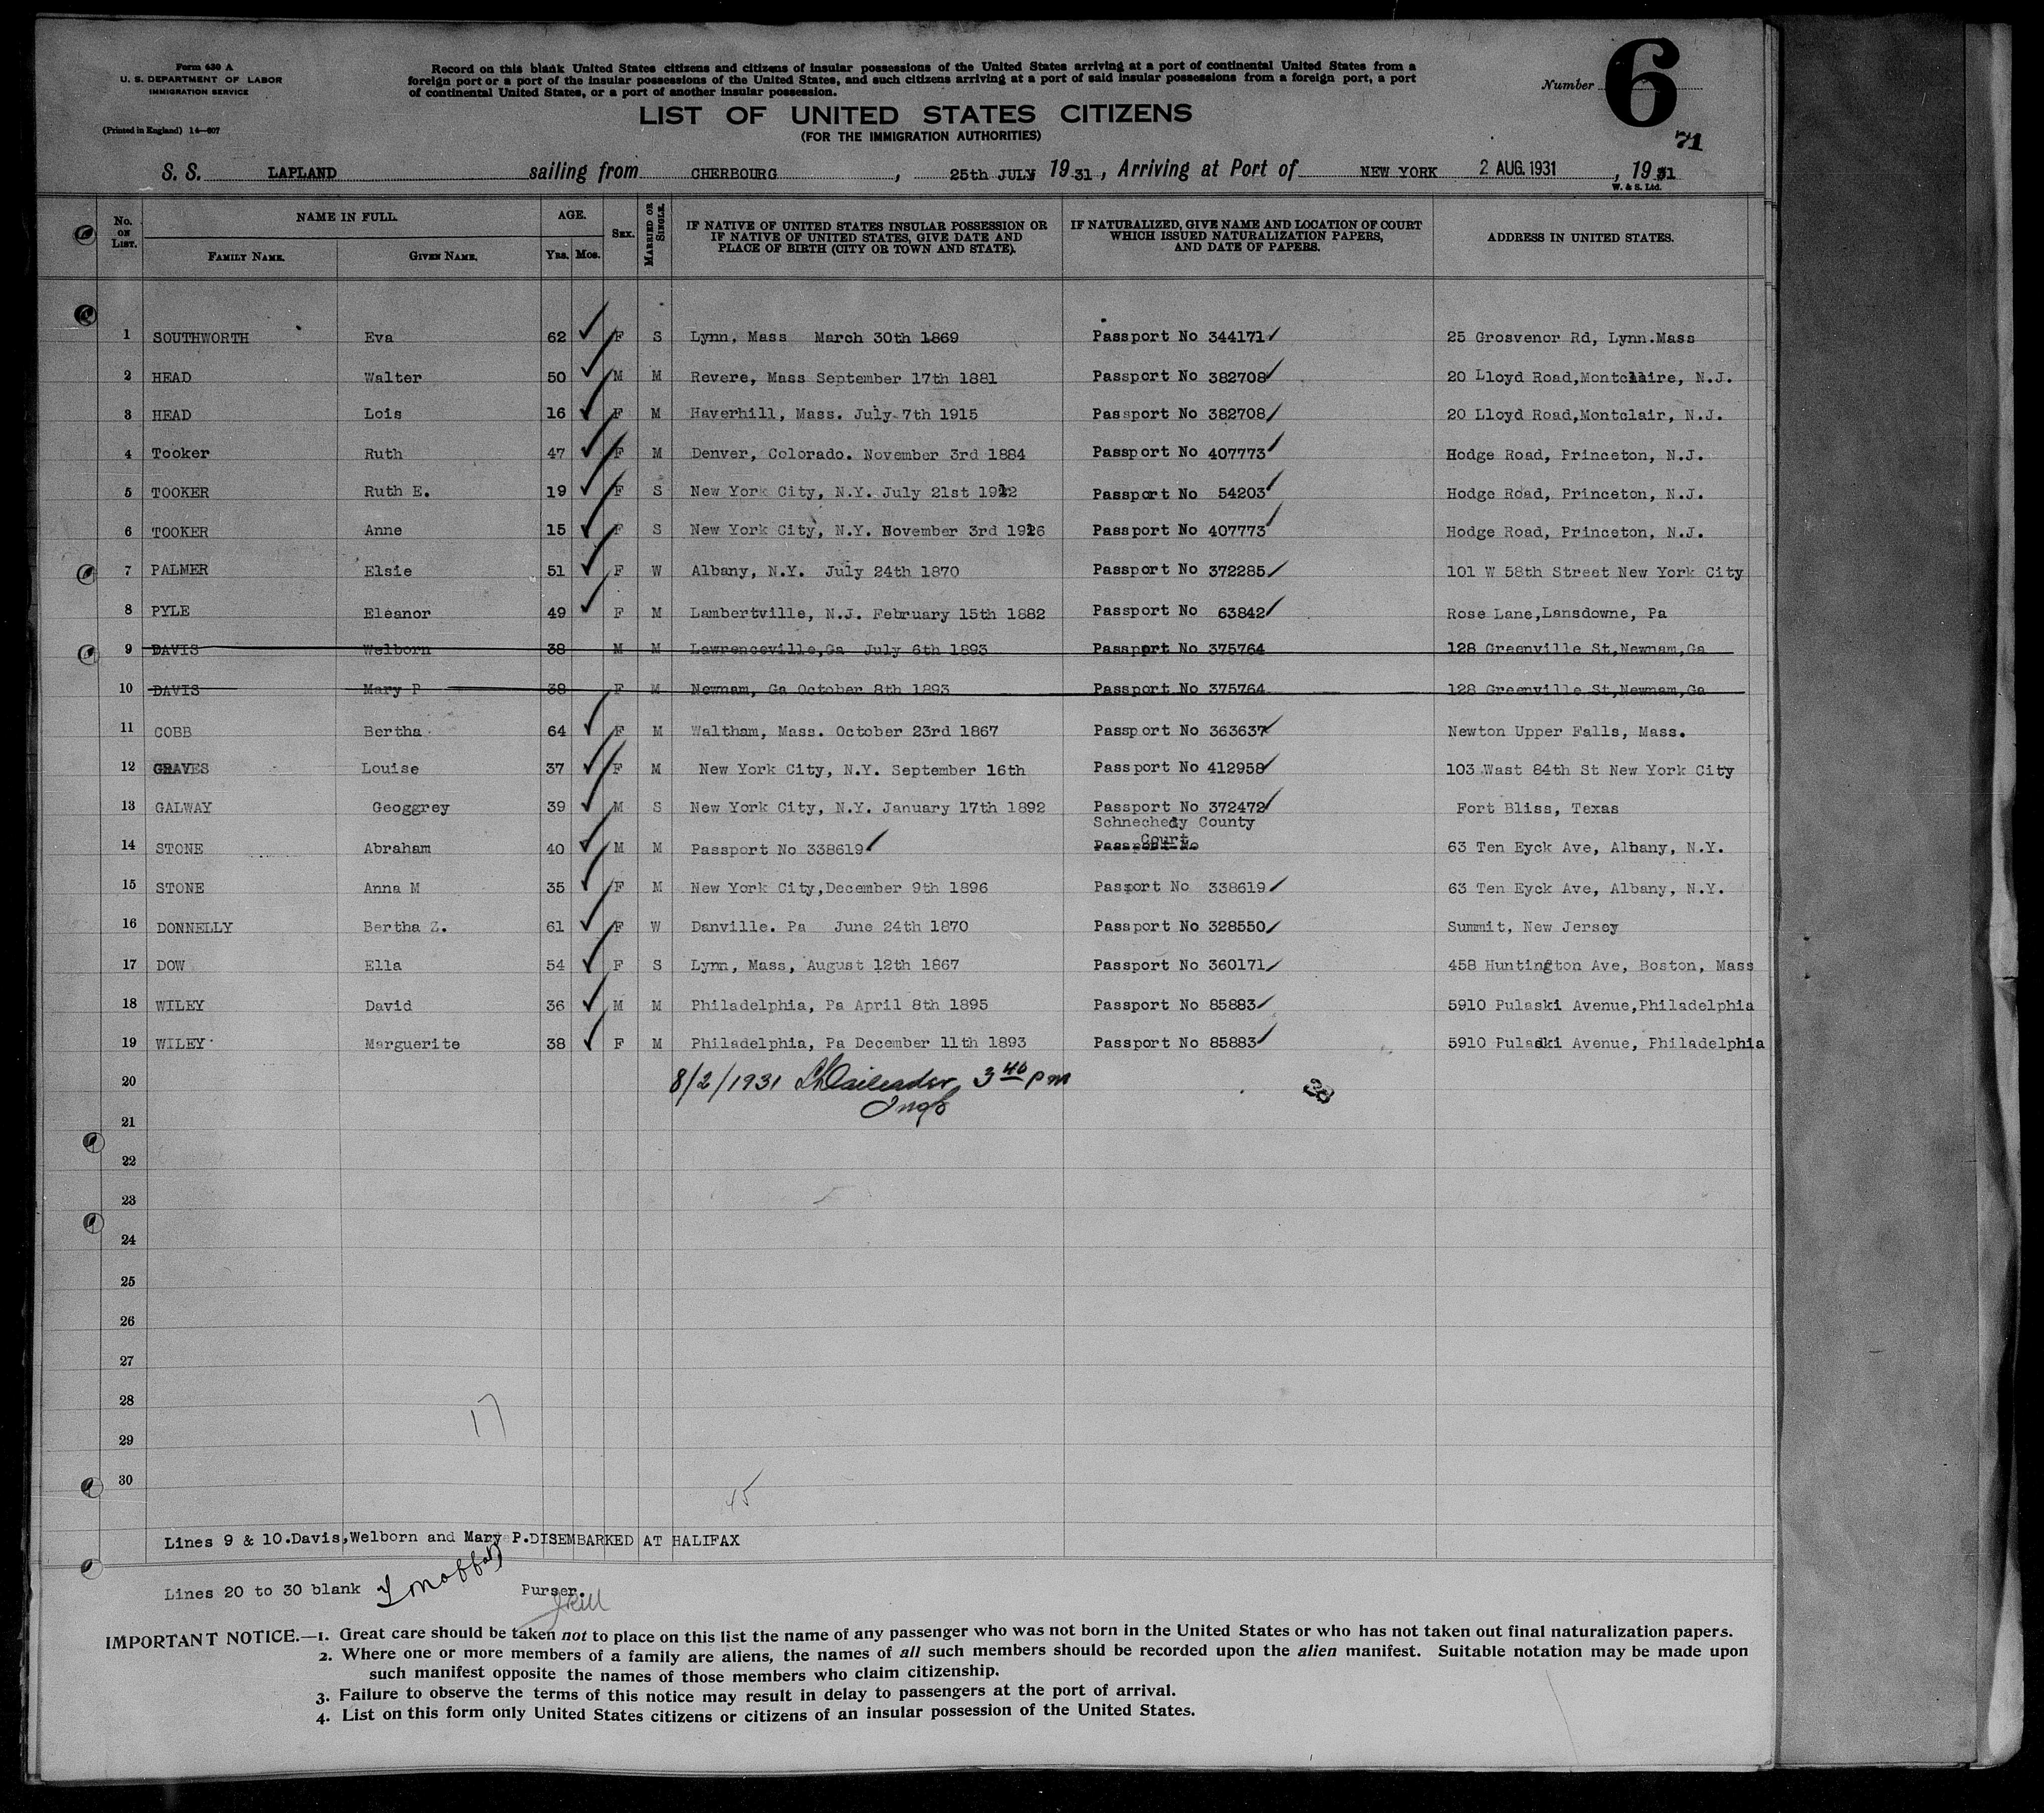 Form 630 A
U. S. DEPARTMENT OF LABOR
IMMIGRATION SERVICE
(Printed in England) 14—607
Record on this blank United States citizens and citizens of insular possessions of the United States arriving at a port of continental United States from a
foreign port or a port of the insular possessions of the United States, and such citizens arriving at a port of said insular possessions from a foreign port, a port
of continental United States, or a port of another insular possession.
LIST OF UNITED STATES CITIZENS
(FOR THE IMMIGRATION AUTHORITIES)
Number 6
71
S. S. LAPLAND sailing from CHERBOURG, 25th JULY 1931, Arriving at Port of NEW YORK 2 AUG. 1931, 1931
W. & S. Ltd.
No. ON LIST. NAME IN FULL. FAMILY NAME. GIVEN NAME. AGE. YRS. MOS. SEX. MARRIED OR SINGLE. IF NATIVE OF UNITED STATES INSULAR POSSESSION OR IF NATIVE OF UNITED STATES, GIVE DATE AND PLACE OF BIRTH (CITY OR TOWN AND STATE). IF NATURALIZED, GIVE NAME AND LOCATION OF COURT WHICH ISSUED NATURALIZATION PAPERS, AND DATE OF PAPERS. ADDRESS IN UNITED STATES.
1 SOUTHWORTH Eva 62 F S Lynn, Mass March 30th 1869 Passport No 344171 25 Grosvenor Rd, Lynn.Mass
2 HEAD Walter 50 M M Revere, Mass September 17th 1881 Passport No 382708 20 Lloyd Road,Montclaire, N.J.
3 HEAD Lois 16 F M Haverhill, Mass. July 7th 1915 Passport No 382708 20 Lloyd Road,Montclair, N.J.
4 Tooker Ruth 47 F M Denver, Colorado. November 3rd 1884 Passport No 407773 Hodge Road, Princeton, N.J.
5 TOOKER Ruth E. 19 F S New York City, N.Y. July 21st 1912 Passport No 54203 Hodge Road, Princeton, N.J.
6 TOOKER Anne 15 F S New York City, N.Y. November 3rd 1916 Passport No 407773 Hodge Road, Princeton, N.J.
7 PALMER Elsie 51 F W Albany, N.Y. July 24th 1870 Passport No 372285 101 W 58th Street New York City
8 PYLE Eleanor 49 F M Lambertville, N.J. February 15th 1882 Passport No 63842 Rose Lane,Lansdowne, Pa
9 DAVIS Welborn 38 M M Lawrenceville,Ga July 6th 1893 Passport No 375764 128 Greenville St,Newnam,Ga
10 DAVIS Mary P 38 F M Newnam, Ga October 8th 1893 Passport No 375764 128 Greenville St,Newnam,Ga
11 COBB Bertha 64 F M Waltham, Mass. October 23rd 1867 Passport No 363637 Newton Upper Falls, Mass.
12 GRAVES Louise 37 F M New York City, N.Y. September 16th Passport No 412958 103 Wast 84th St New York City
13 GALWAY Geoggrey 39 M S New York City, N.Y. January 17th 1892 Passport No 372472 Fort Bliss, Texas
Schnechedy County
Court
14 STONE Abraham 40 M M Passport No 338619 Passport No 63 Ten Eyck Ave, Albany, N.Y.
15 STONE Anna M 35 F M New York City,December 9th 1896 Pasport No 338619 63 Ten Eyck Ave, Albany, N.Y.
16 DONNELLY Bertha Z. 61 F W Danville. Pa June 24th 1870 Passport No 328550 Summit, New Jersey
17 DOW Ella 54 F S Lynn, Mass, August 12th 1867 Passport No 360171 458 Huntington Ave, Boston, Mass
18 WILEY David 36 M M Philadelphia, Pa April 8th 1895 Passport No 85883 5910 Pulaski Avenue,Philadelphia
19 WILEY Marguerite 38 F M Philadelphia, Pa December 11th 1893 Passport No 85883 5910 Pulaski Avenue, Philadelphia
20 8/2/1931 3 40 pm
38
21
22
23
24
25
26
27
28
17
29
30
45
Lines 9 & 10.Davis,Welborn and Mary P.DISEMBARKED AT HALIFAX
Lines 20 to 30 blank Purser.
IMPORTANT NOTICE.—1. Great care should be taken not to place on this list the name of any passenger who was not born in the United States or who has not taken out final naturalization papers.
2. Where one or more members of a family are aliens, the names of all such members should be recorded upon the alien manifest. Suitable notation may be made upon
such manifest opposite the names of those members who claim citizenship.
3. Failure to observe the terms of this notice may result in delay to passengers at the port of arrival.
4. List on this form only United States citizens or citizens of an insular possession of the United States.